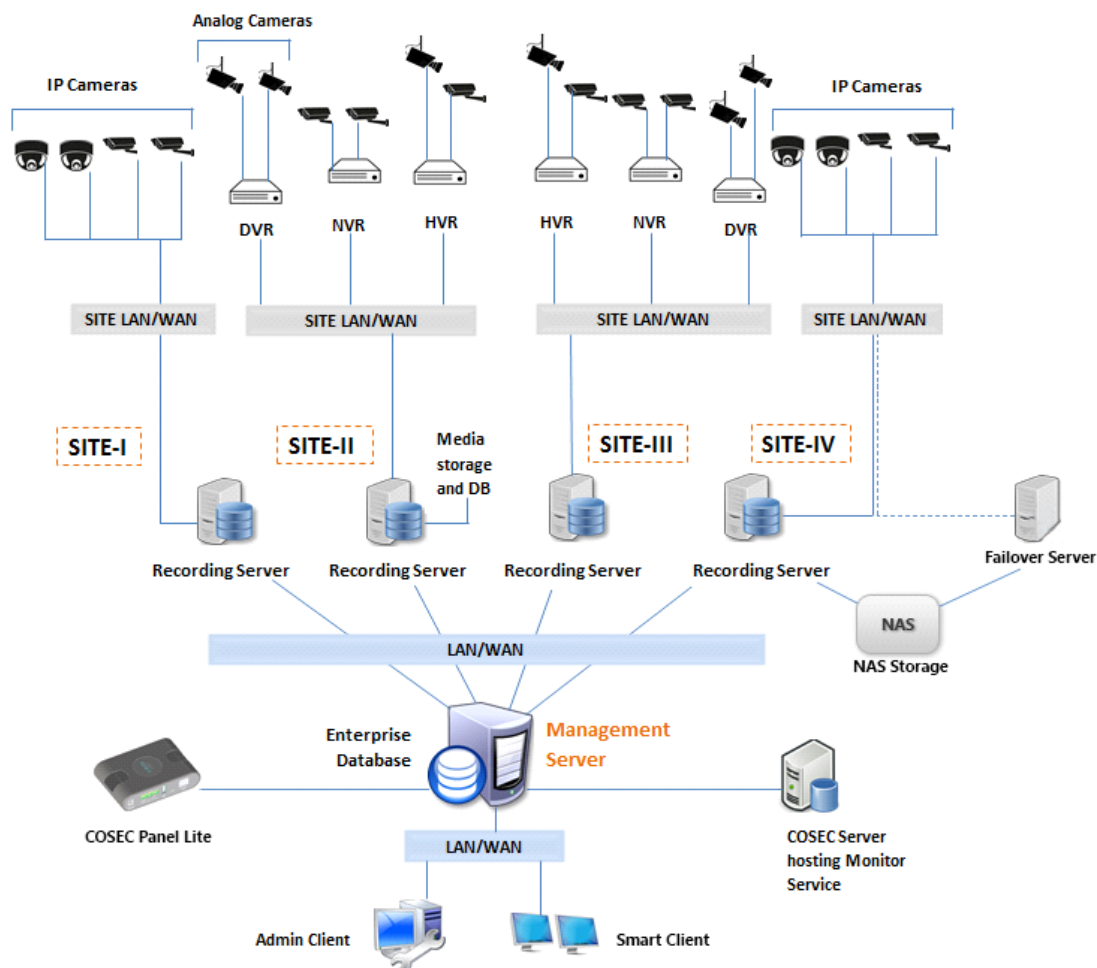 Analog Cameras
IP Cameras
IP Cameras
DVR
NVR
HVR
HVR
NVR
DVR
SITE LAN/WAN
SITE LAN/WAN
SITE LAN/WAN
SITE LAN/WAN
SITE-I
SITE-II
Media
storage
and DB
SITE-III
SITE-IV
Recording Server
Recording Server
Recording Server
Recording Server
Failover Server
NAS
NAS Storage
LAN/WAN
Enterprise
Database
Management
Server
COSEC Panel Lite
COSEC Server
hosting Monitor
Service
LAN/WAN
Admin Client
Smart Client